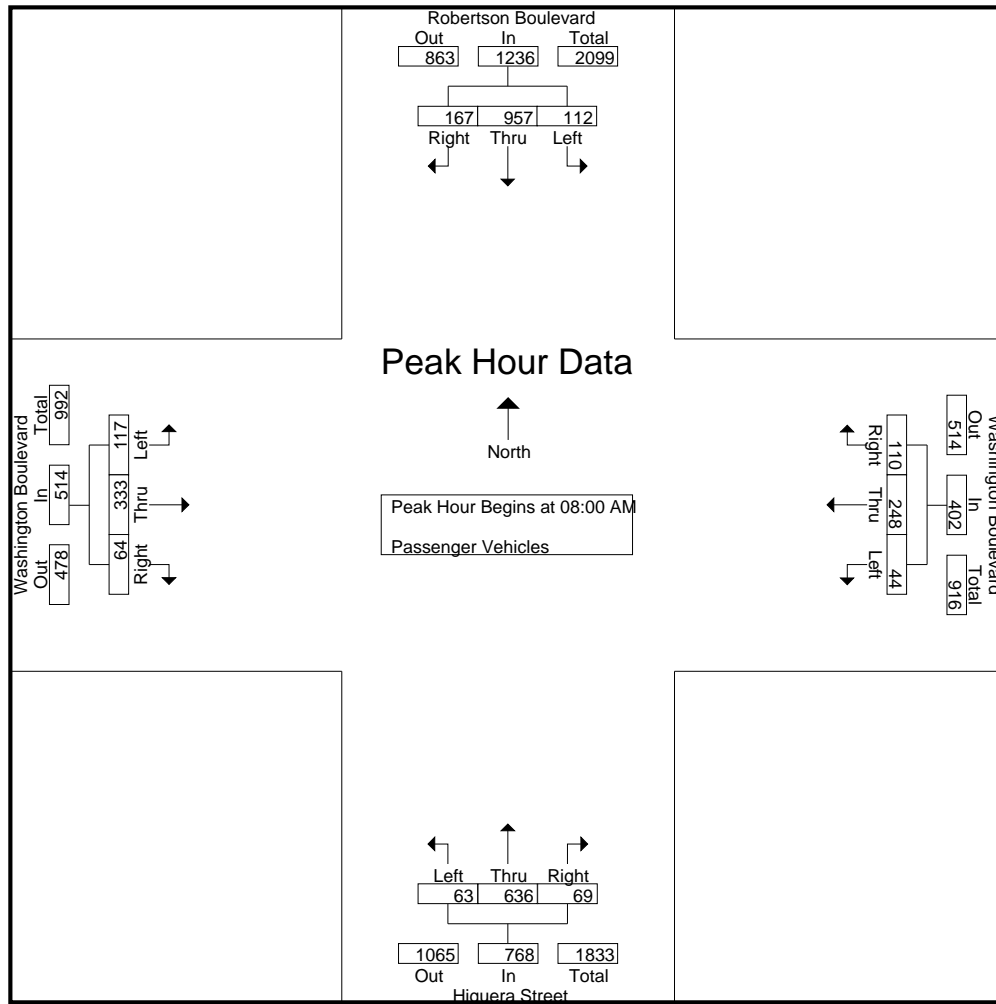 Robertson Boulevard
Out In Total
863 1236 2099
167 957 112
Right Thru Left
Peak Hour Data
North
Peak Hour Begins at 08:00 AM
Passenger Vehicles
Washington Boulevard
Out In Total
478 514 992
64 333 117
Right Thru Left
Washington Boulevard
Out In Total
514 402 916
110 248 44
Right Thru Left
Left Thru Right
63 636 69
1065 768 1833
Out In Total
Higuera Street